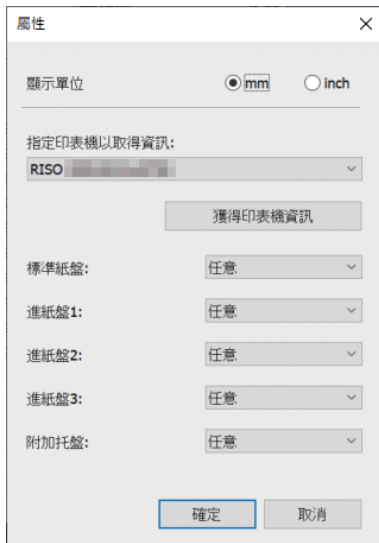 屬性
顯示單位 mm inch
指定印表機以取得資訊:
RISO
獲得印表機資訊
標準紙盤: 任意
進紙盤1: 任意
進紙盤2: 任意
進紙盤3: 任意
附加托盤: 任意
確定 取消